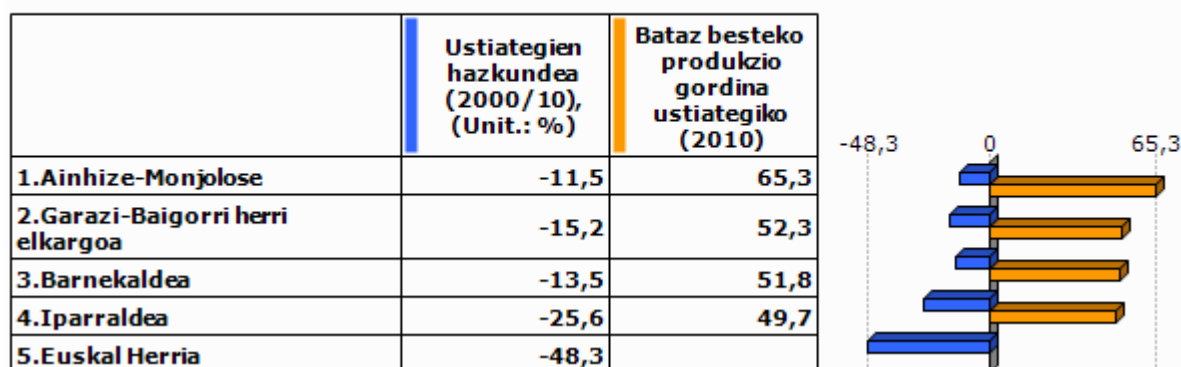 Ustiategien
hazkundea
(2000/10),
(Unit.: %)
Bataz besteko
produkzio
gordina
ustiategiko
(2010)
-48,3 0 65,3
1.Ainhize-Monjolose -11,5 65,3
2.Garazi-Baigorri herri
elkargoa -15,2 52,3
3.Barnekaldea -13,5 51,8
4.Iparraldea -25,6 49,7
5.Euskal Herria -48,3